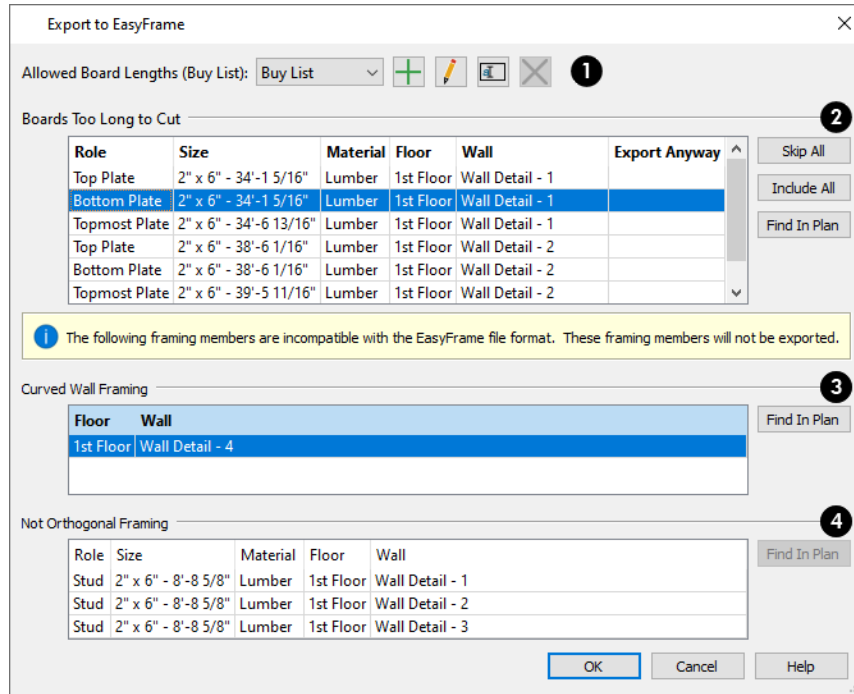 Export to EasyFrame
Allowed Board Lengths (Buy List): Buy List 1
Boards Too Long to Cut 2
Role Size Material Floor Wall Export Anyway
Top Plate 2" x 6" - 34'-1 5/16" Lumber 1st Floor Wall Detail - 1
Bottom Plate 2" x 6" - 34'-1 5/16" Lumber 1st Floor Wall Detail - 1
Topmost Plate 2" x 6" - 34'-6 13/16" Lumber 1st Floor Wall Detail - 1
Top Plate 2" x 6" - 38'-6 1/16" Lumber 1st Floor Wall Detail - 2
Bottom Plate 2" x 6" - 38'-6 1/16" Lumber 1st Floor Wall Detail - 2
Topmost Plate 2" x 6" - 39'-5 11/16" Lumber 1st Floor Wall Detail - 2
Skip All
Include All
Find In Plan
The following framing members are incompatible with the EasyFrame file format. These framing members will not be exported.
Curved Wall Framing 3
Floor Wall
1st Floor Wall Detail - 4
Find In Plan
Not Orthogonal Framing 4
Role Size Material Floor Wall
Stud 2" x 6" - 8'-8 5/8" Lumber 1st Floor Wall Detail - 1
Stud 2" x 6" - 8'-8 5/8" Lumber 1st Floor Wall Detail - 2
Stud 2" x 6" - 8'-8 5/8" Lumber 1st Floor Wall Detail - 3
Find In Plan
OK Cancel Help